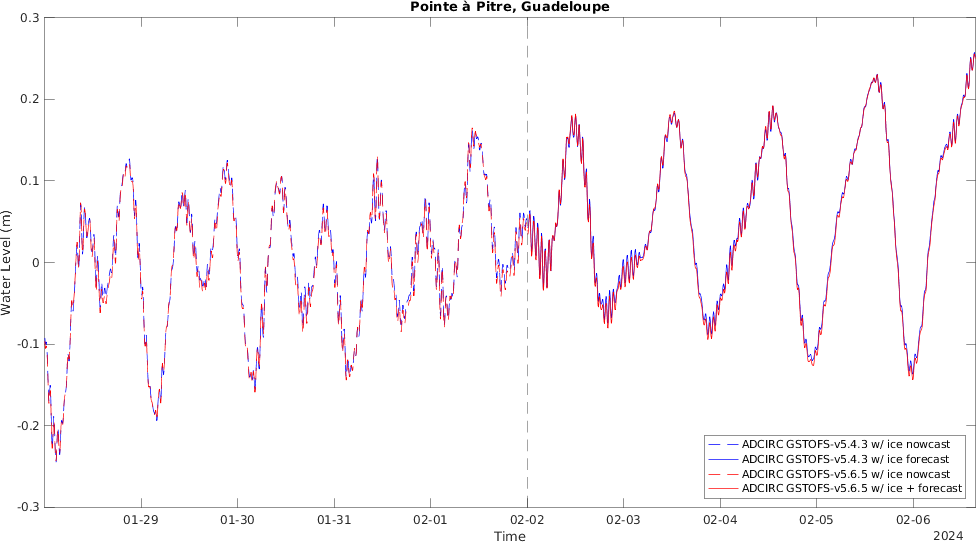 Pointe à Pitre, Guadeloupe
0.3
0.2
0.1
0
-0.1
-0.2
-0.3
Water Level (m)
01-29 01-30 01-31 02-01 02-02 02-03 02-04 02-05 02-06
Time
2024
ADCIRC GSTOFS-v5.4.3 w/ ice nowcast
ADCIRC GSTOFS-v5.4.3 w/ ice forecast
ADCIRC GSTOFS-v5.6.5 w/ ice nowcast
ADCIRC GSTOFS-v5.6.5 w/ ice + forecast